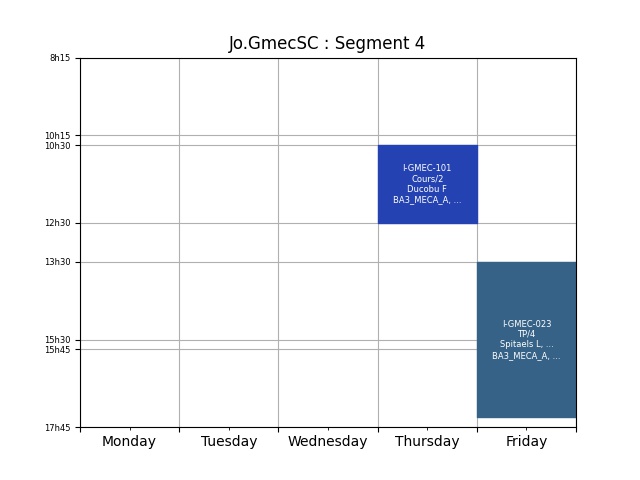 Jo.GmecSC : Segment 4
8h15
10h15
10h30
12h30
13h30
15h30
15h45
17h45
I-GMEC-101
Cours/2
Ducobu F
BA3_MECA_A, ...
I-GMEC-023
TP/4
Spitaels L, ...
BA3_MECA_A, ...
Monday
Tuesday
Wednesday
Thursday
Friday